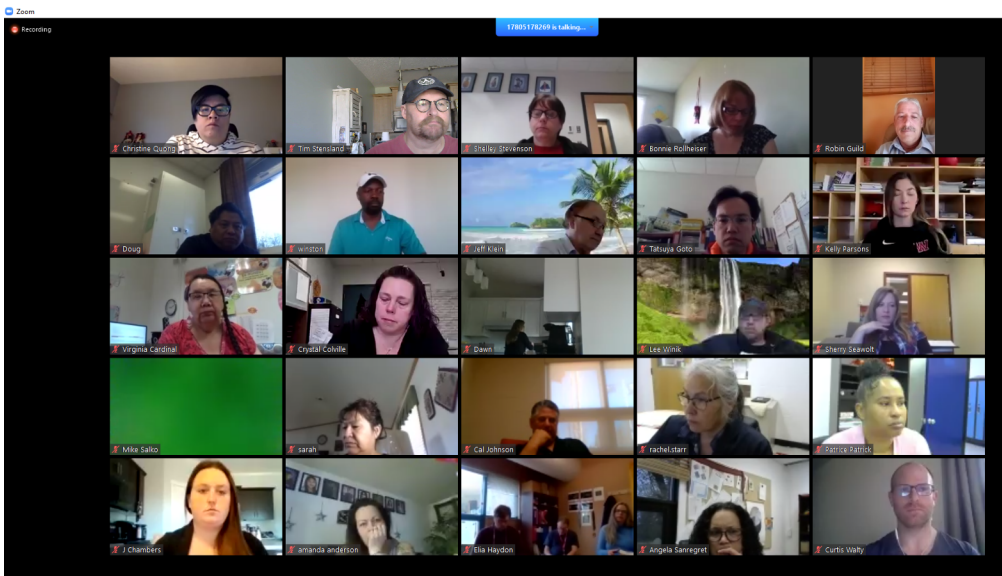 Zoom
Recording
17805178269 is talking...
Christine Quong
Tim Stensland
Shelley Stevenson
Bonnie Rollheiser
Robin Guild
Doug
winston
Jeff Klein
Tatsuya Goto
Kelly Parsons
Virginia Cardinal
Crystal Colville
Dawn
Lee Winik
Sherry Seawolt
Mike Salko
sarah
Cal Johnson
rachel.starr
Patrice Patrick
J Chambers
amanda anderson
Elia Haydon
Angela Sanregret
Curtis Walty